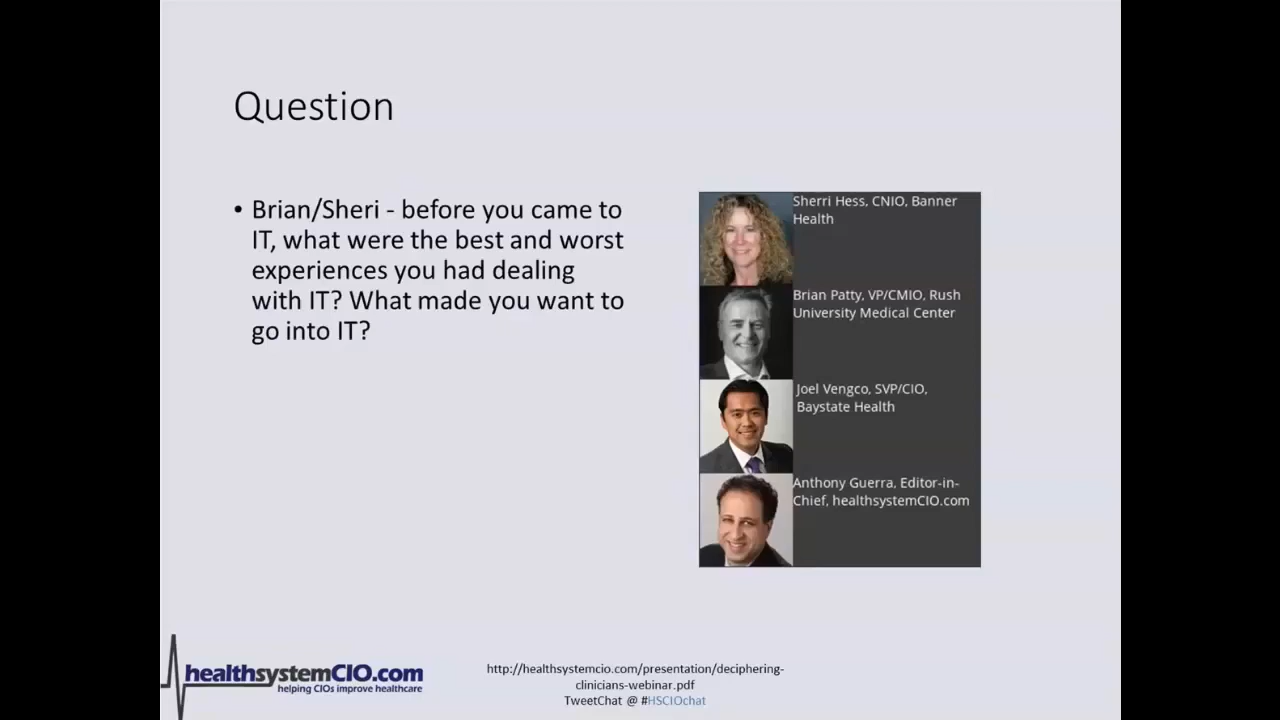 Question
• Brian/Sheri - before you came to
IT, what were the best and worst
experiences you had dealing
with IT? What made you want to
go into IT?
Sherri Hess, CNIO, Banner
Health
Brian Patty, VP/CMIO, Rush
University Medical Center
Joel Vengco, SVP/CIO,
Baystate Health
Anthony Guerra, Editor-in-
Chief, healthsystemCIO.com
healthsystemCIO.com
helping CIOs improve healthcare
http://healthsystemcio.com/presentation/deciphering-
clinicians-webinar.pdf
TweetChat @ #HSCIOchat